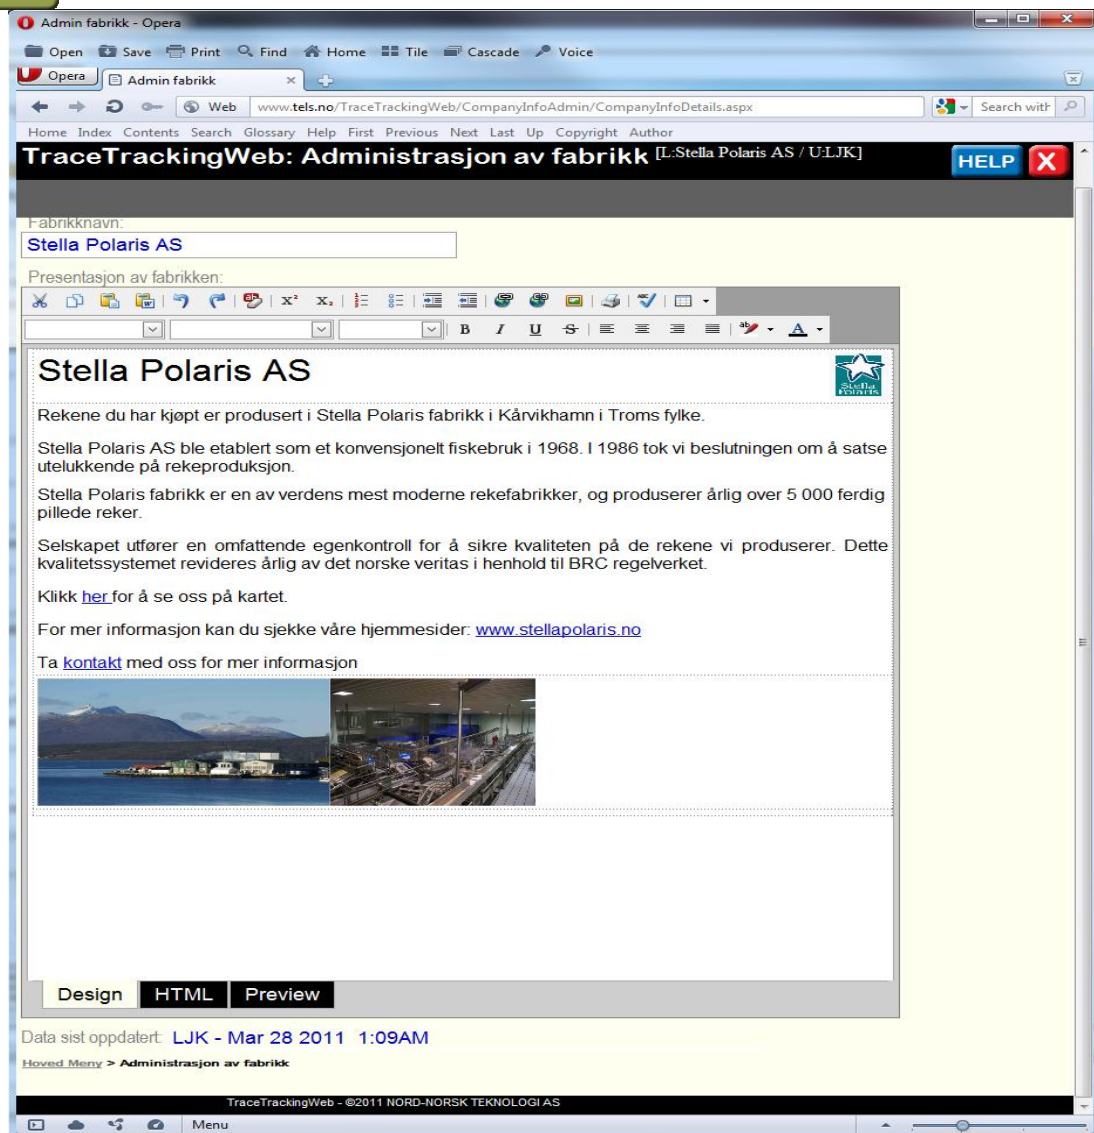 Admin fabrikk - Opera
Open Save Print Find Home Tile Cascade Voice
Opera Admin fabrikk
Web www.tels.no/TraceTrackingWeb/CompanyInfoAdmin/CompanyInfoDetails.aspx Search with
Home Index Contents Search Glossary Help First Previous Next Last Up Copyright Author
TraceTrackingWeb: Administrasjon av fabrikk [L:Stella Polaris AS / U:LJK] HELP X
Fabrikknavn:
Stella Polaris AS
Presentasjon av fabrikken:
B I U S A
Stella Polaris AS
Stella
Polaris
Rekene du har kjøpt er produsert i Stella Polaris fabrikk i Kårvikhamn i Troms fylke.
Stella Polaris AS ble etablert som et konvensjonelt fiskebruk i 1968. I 1986 tok vi beslutningen om å satse
utelukkende på rekeproduksjon.
Stella Polaris fabrikk er en av verdens mest moderne rekefabrikker, og produserer årlig over 5 000 ferdig
pillede reker.
Selskapet utfører en omfattende egenkontroll for å sikre kvaliteten på de rekene vi produserer. Dette
kvalitetssystemet revideres årlig av det norske veritas i henhold til BRC regelverket.
Klikk her for å se oss på kartet.
For mer informasjon kan du sjekke våre hjemmesider: www.stellapolaris.no
Ta kontakt med oss for mer informasjon
Design HTML Preview
Data sist oppdatert: LJK - Mar 28 2011 1:09AM
Hoved Meny > Administrasjon av fabrikk
TraceTrackingWeb - ©2011 NORD-NORSK TEKNOLOGI AS
Menu